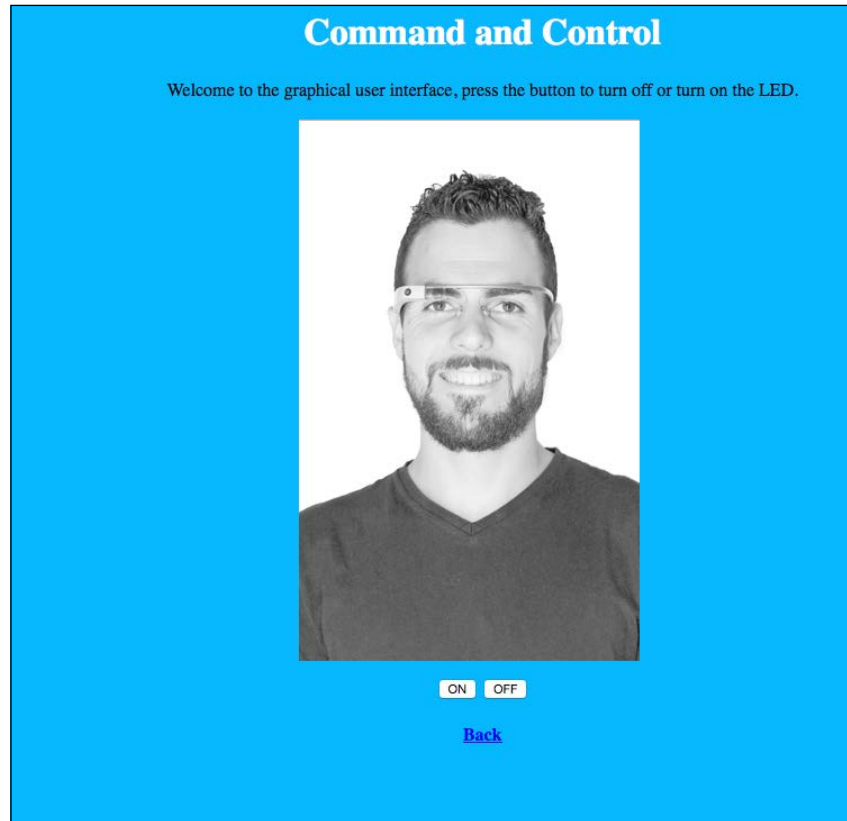 Command and Control
Welcome to the graphical user interface, press the button to turn off or turn on the LED.
ON OFF
Back